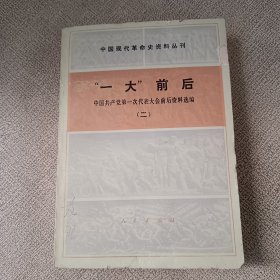 中国现代革命史资料丛刊
“一大”前后
中国共产党第一次代表大会前后资料选编
（二）
人民出版社